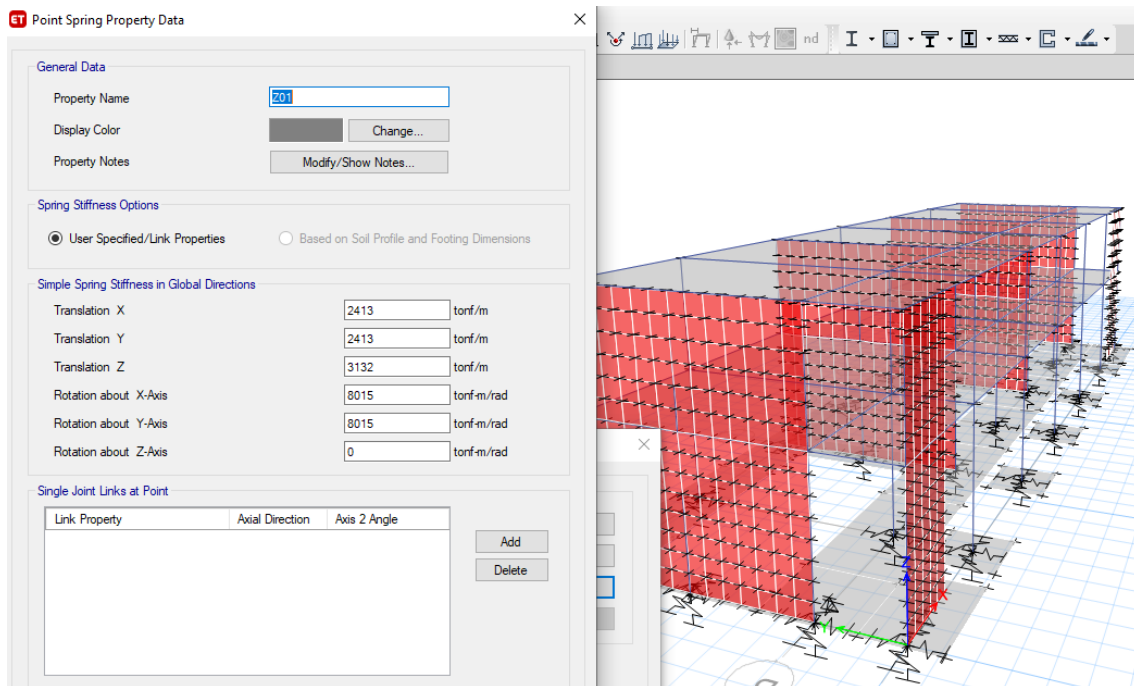 ET Point Spring Property Data
General Data
Property Name Z01
Display Color Change...
Property Notes Modify/Show Notes...
Spring Stiffness Options
User Specified/Link Properties Based on Soil Profile and Footing Dimensions
Simple Spring Stiffness in Global Directions
Translation X 2413 tonf/m
Translation Y 2413 tonf/m
Translation Z 3132 tonf/m
Rotation about X-Axis 8015 tonf-m/rad
Rotation about Y-Axis 8015 tonf-m/rad
Rotation about Z-Axis 0 tonf-m/rad
Single Joint Links at Point
Link Property Axial Direction Axis 2 Angle
Add
Delete
nd
Z
X
Y